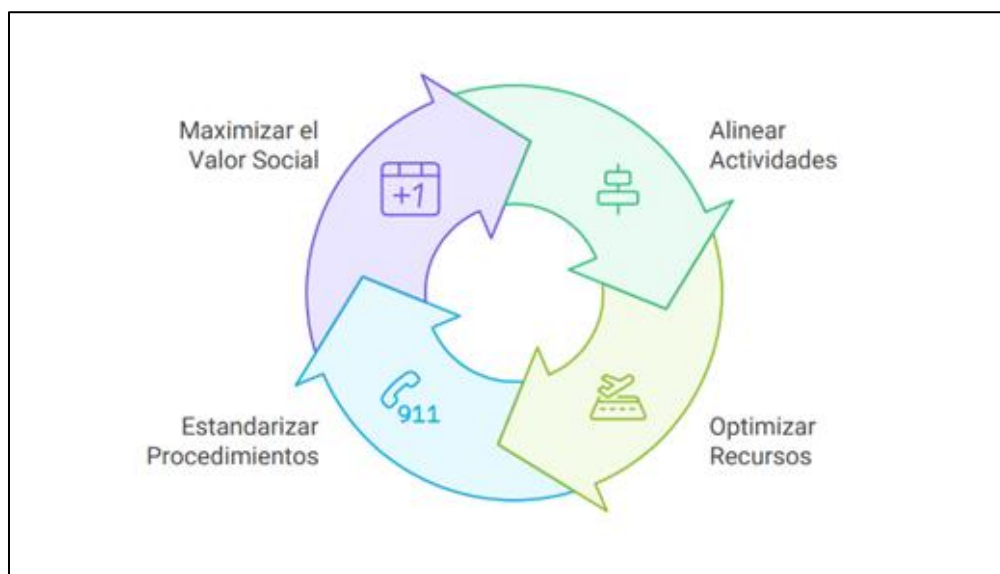 Maximizar el
Valor Social
+1
Alinear
Actividades
Estandarizar
Procedimientos
911
Optimizar
Recursos